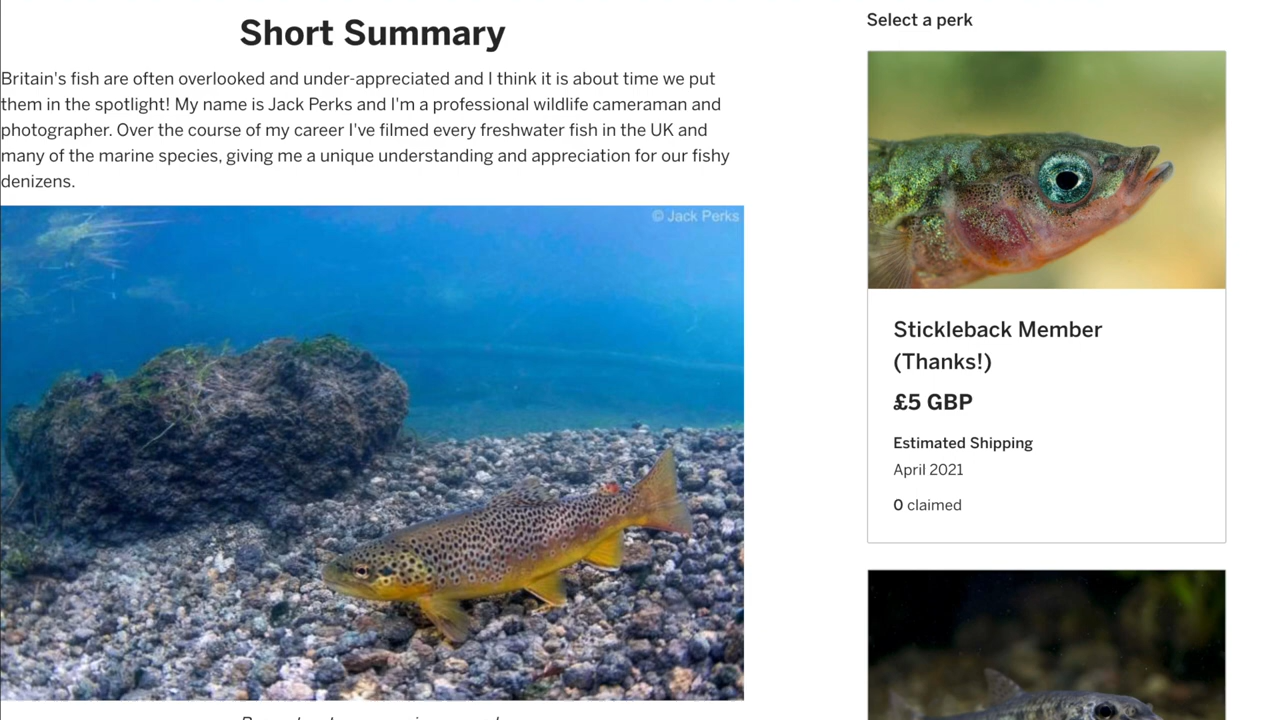 Short Summary
Britain's fish are often overlooked and under-appreciated and I think it is about time we put
them in the spotlight! My name is Jack Perks and I'm a professional wildlife cameraman and
photographer. Over the course of my career I've filmed every freshwater fish in the UK and
many of the marine species, giving me a unique understanding and appreciation for our fishy
denizens.
© Jack Perks
Select a perk
Stickleback Member
(Thanks!)
£5 GBP
Estimated Shipping
April 2021
0 claimed